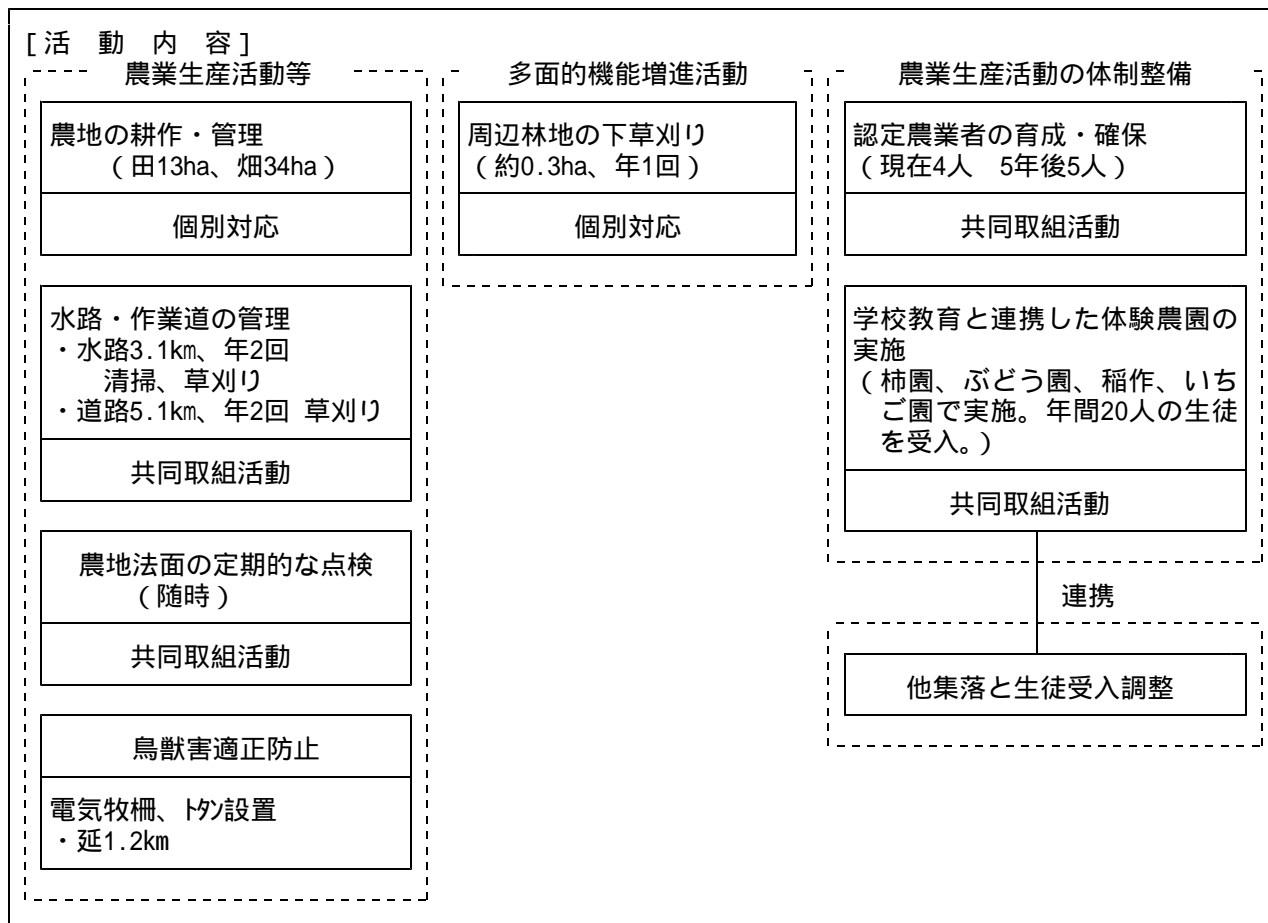 [活 動 内 容]
農業生産活動等
農地の耕作・管理
（田13ha、畑34ha）
個別対応
水路・作業道の管理
・水路3.1km、年2回
清掃、草刈り
・道路5.1km、年2回 草刈り
共同取組活動
農地法面の定期的な点検
（随時）
共同取組活動
鳥獣害適正防止
電気牧柵、ﾄﾀﾝ設置
・延1.2km
多面的機能増進活動
周辺林地の下草刈り
（約0.3ha、年1回）
個別対応
農業生産活動の体制整備
認定農業者の育成・確保
（現在4人　5年後5人）
共同取組活動
学校教育と連携した体験農園の
実施
（柿園、ぶどう園、稲作、いち
ご園で実施。年間20人の生徒
を受入。）
共同取組活動
連携
他集落と生徒受入調整